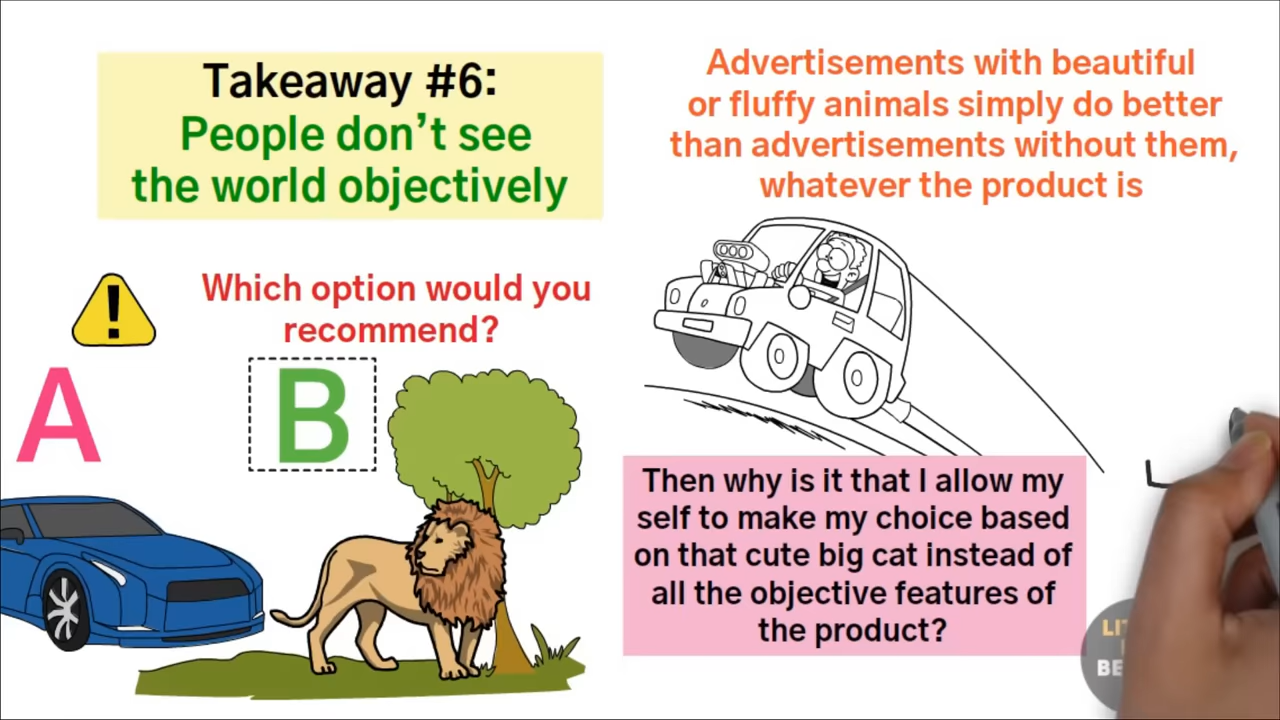 Takeaway #6:
People don't see
the world objectively
Advertisements with beautiful
or fluffy animals simply do better
than advertisements without them,
whatever the product is
Which option would you
recommend?
A
B
Then why is it that I allow my
self to make my choice based
on that cute big cat instead of
all the objective features of
the product?